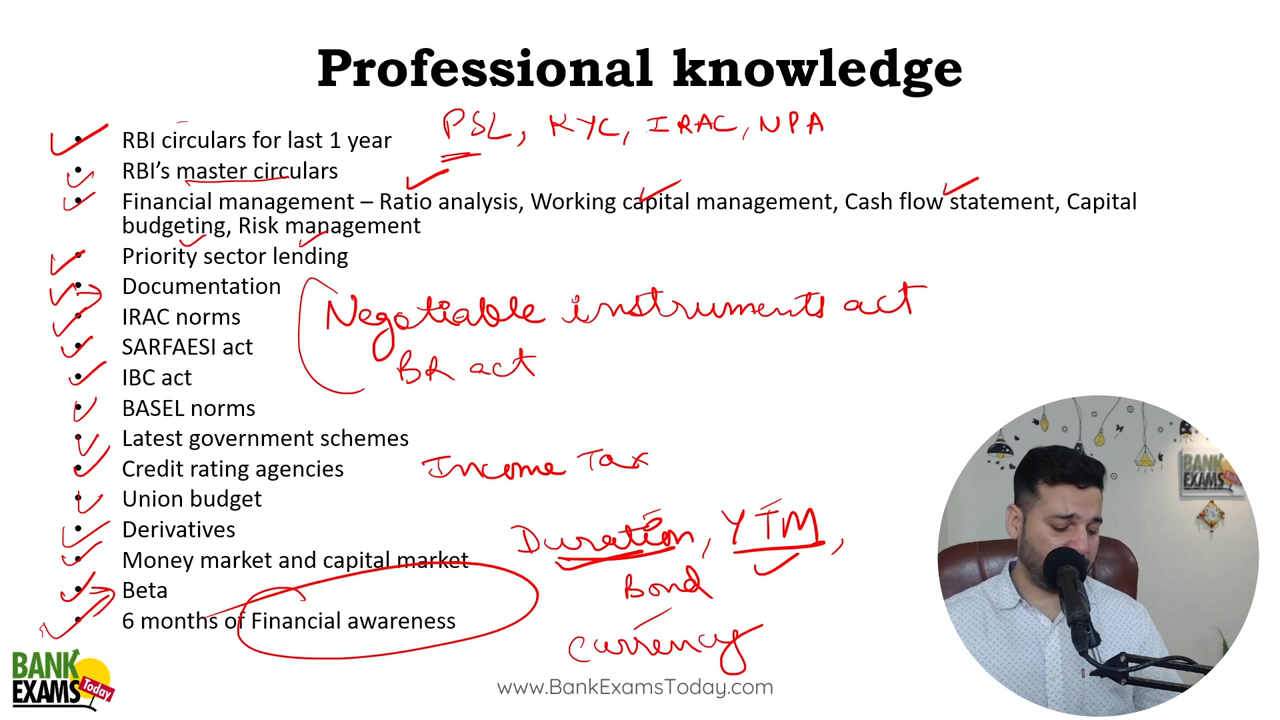 Professional knowledge
• RBI circulars for last 1 year
PSL, KYC, IRAC, NPA
• RBI's master circulars
• Financial management – Ratio analysis, Working capital management, Cash flow statement, Capital
budgeting, Risk management
• Priority sector lending
• Documentation
Negotiable instruments act
• IRAC norms
• SARFAESI act
BR act
• IBC act
• BASEL norms
• Latest government schemes
• Credit rating agencies
Income Tax
• Union budget
• Derivatives
Duration, YTM,
• Money market and capital market
Bond
• Beta
• 6 months of Financial awareness
currency
BANK
EXAMS
Today
www.BankExamsToday.com
BANK
EXAMS